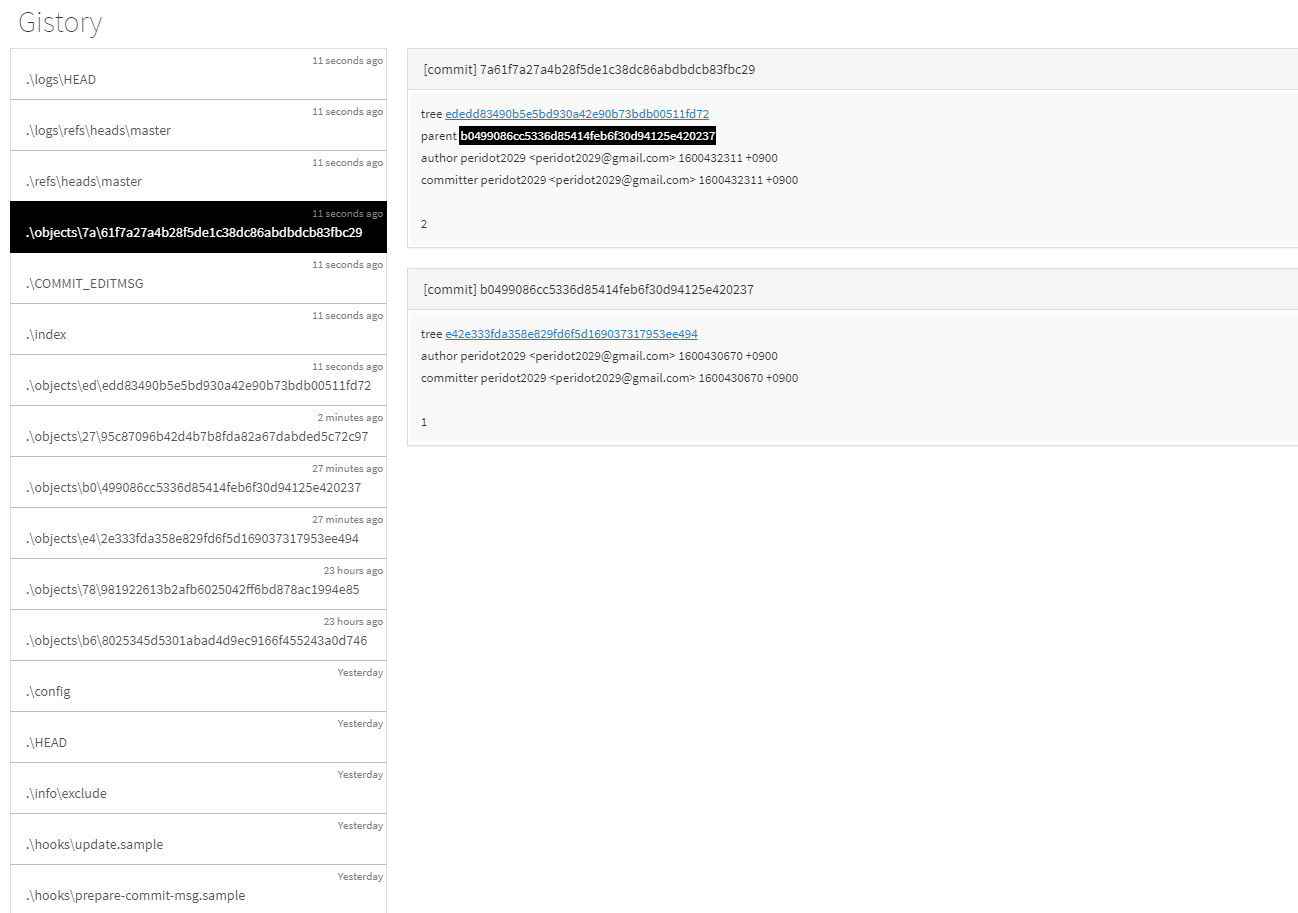 Gistory
11 seconds ago
.\logs\HEAD
11 seconds ago
.\logs\refs\heads\master
11 seconds ago
.\refs\heads\master
11 seconds ago
.\objects\7a\61f7a27a4b28f5de1c38dc86abdbdcb83fbc29
11 seconds ago
.\COMMIT_EDITMSG
11 seconds ago
.\index
11 seconds ago
.\objects\ed\edd83490b5e5bd930a42e90b73bdb00511fd72
2 minutes ago
.\objects\27\95c87096b42d4b7b8fda82a67dabded5c72c97
27 minutes ago
.\objects\b0\499086cc5336d85414feb6f30d94125e420237
27 minutes ago
.\objects\e4\2e333fda358e829fd6f5d169037317953ee494
23 hours ago
.\objects\78\981922613b2afb6025042ff6bd878ac1994e85
23 hours ago
.\objects\b6\8025345d5301abad4d9ec9166f455243a0d746
Yesterday
.\config
Yesterday
.\HEAD
Yesterday
.\info\exclude
Yesterday
.\hooks\update.sample
Yesterday
.\hooks\prepare-commit-msg.sample
[commit] 7a61f7a27a4b28f5de1c38dc86abdbdcb83fbc29
tree ededd83490b5e5bd930a42e90b73bdb00511fd72
parent b0499086cc5336d85414feb6f30d94125e420237
author peridot2029 <peridot2029@gmail.com> 1600432311 +0900
committer peridot2029 <peridot2029@gmail.com> 1600432311 +0900
2
[commit] b0499086cc5336d85414feb6f30d94125e420237
tree e42e333fda358e829fd6f5d169037317953ee494
author peridot2029 <peridot2029@gmail.com> 1600430670 +0900
committer peridot2029 <peridot2029@gmail.com> 1600430670 +0900
1